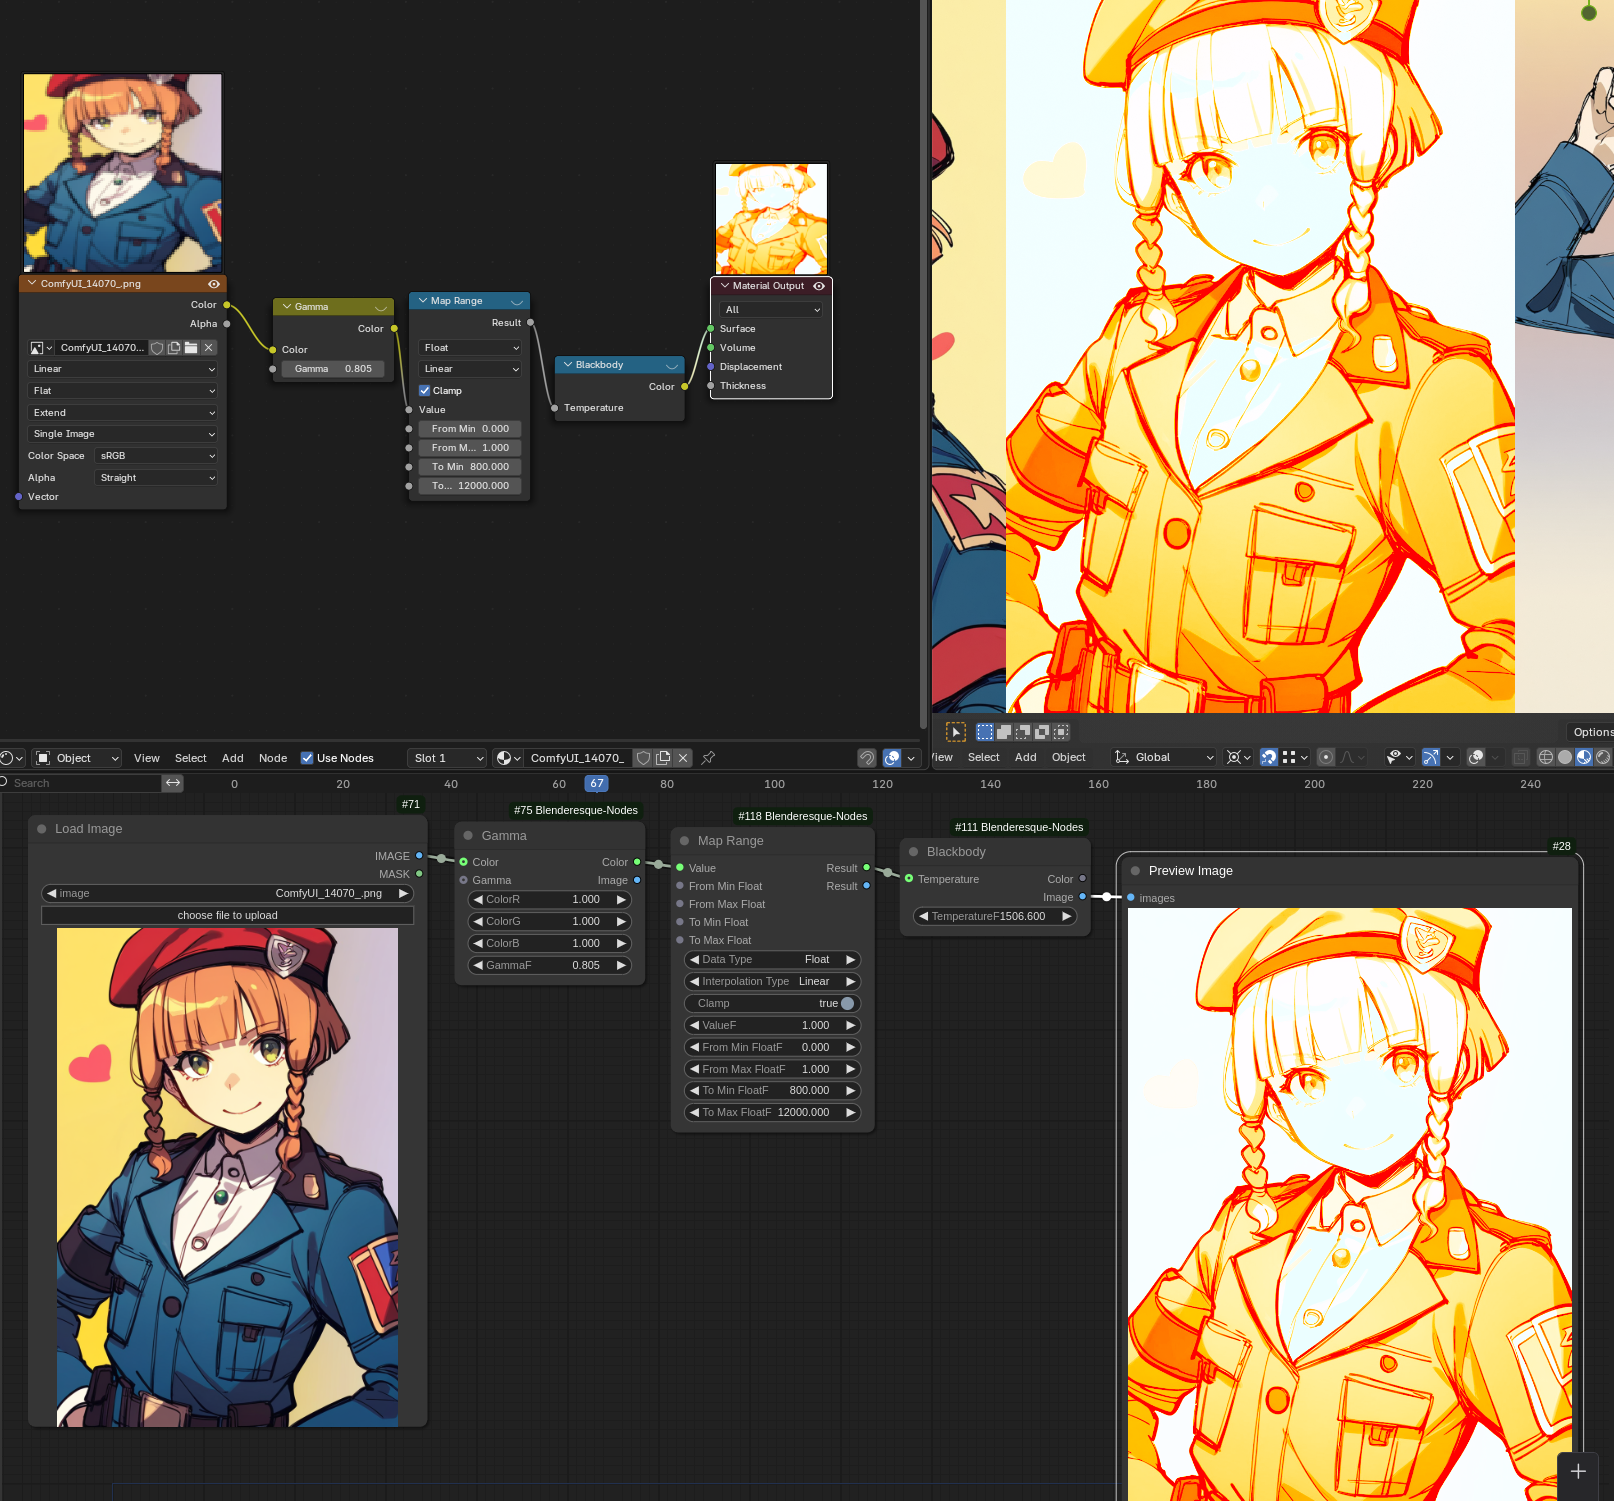 ComfyUI_14070_.png
Color
Alpha
ComfyUI_14070...
Linear
Flat
Extend
Single Image
Color Space sRGB
Alpha Straight
Vector
Gamma
Color
Color
Gamma 0.805
Map Range
Result
Float
Linear
Clamp
Value
From Min 0.000
From M... 1.000
To Min 800.000
To... 12000.000
Blackbody
Color
Temperature
Material Output
All
Surface
Volume
Displacement
Thickness
Options
Object View Select Add Node Use Nodes Slot 1 ComfyUI_14070_
View Select Add Object Global
Search 0 20 40 60 67 80 100 120 140 160 180 200 220 240
#71
Load Image
IMAGE
MASK
image ComfyUI_14070_.png
choose file to upload
#75 Blenderesque-Nodes
Gamma
Color Color
Gamma Image
ColorR 1.000
ColorG 1.000
ColorB 1.000
GammaF 0.805
#118 Blenderesque-Nodes
Map Range
Value Result
From Min Float Result
From Max Float
To Min Float
To Max Float
Data Type Float
Interpolation Type Linear
Clamp true
ValueF 1.000
From Min FloatF 0.000
From Max FloatF 1.000
To Min FloatF 800.000
To Max FloatF 12000.000
#111 Blenderesque-Nodes
Blackbody
Temperature Color
Image
TemperatureF1506.600
#28
Preview Image
images